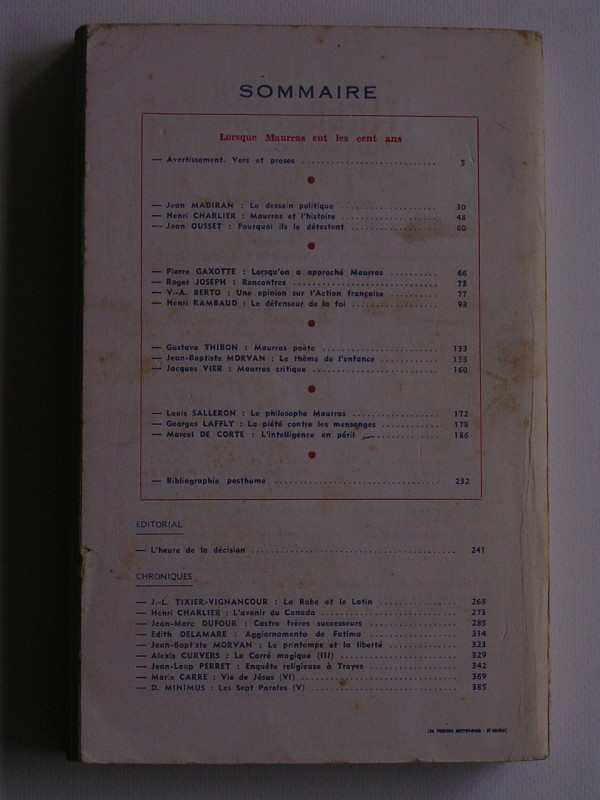 SOMMAIRE
Lorsque Maurras eut les cent ans
— Avertissement. Vers et proses .......................... 5
— Jean MADIRAN : Le dessein politique .................. 30
— Henri CHARLIER : Maurras et l'histoire .................. 48
— Jean OUSSET : Pourquoi ils le détestent .................. 60
— Pierre GAXOTTE : Lorsqu'on a approché Maurras .......... 66
— Roger JOSEPH : Rencontres ............................ 73
— V.-A. BERTO : Une opinion sur l'Action française .......... 77
— Henri RAMBAUD : Le défenseur de la foi .................. 93
— Gustave THIBON : Maurras poète ...................... 133
— Jean-Baptiste MORVAN : Le thème de l'enfance ............ 153
— Jacques VIER : Maurras critique .......................... 160
— Louis SALLERON : Le philosophe Maurras .................. 172
— Georges LAFFLY : La piété contre les mensonges .......... 178
— Marcel DE CORTE : L'intelligence en péril .............. 186
— Bibliographie posthume ................................ 232
EDITORIAL
— L'heure de la décision ........................................ 241
CHRONIQUES
— J.-L. TIXIER-VIGNANCOUR : La Robe et le Latin .............. 268
— Henri CHARLIER : L'avenir du Canada ........................ 273
— Jean-Marc DUFOUR : Castro frères successeurs ................ 285
— Edith DELAMARE : Aggiornamento de Fatima .................. 314
— Jean-Baptiste MORVAN : Le printemps et la liberté ............ 323
— Alexis CURVERS : Le Carré magique (III) .................... 329
— Jean-Loup PERRET : Enquête religieuse à Troyes .............. 342
— Marie CARRÉ : Vie de Jésus (VI) ............................ 369
— D. MINIMUS : Les Sept Paroles (V) .......................... 385